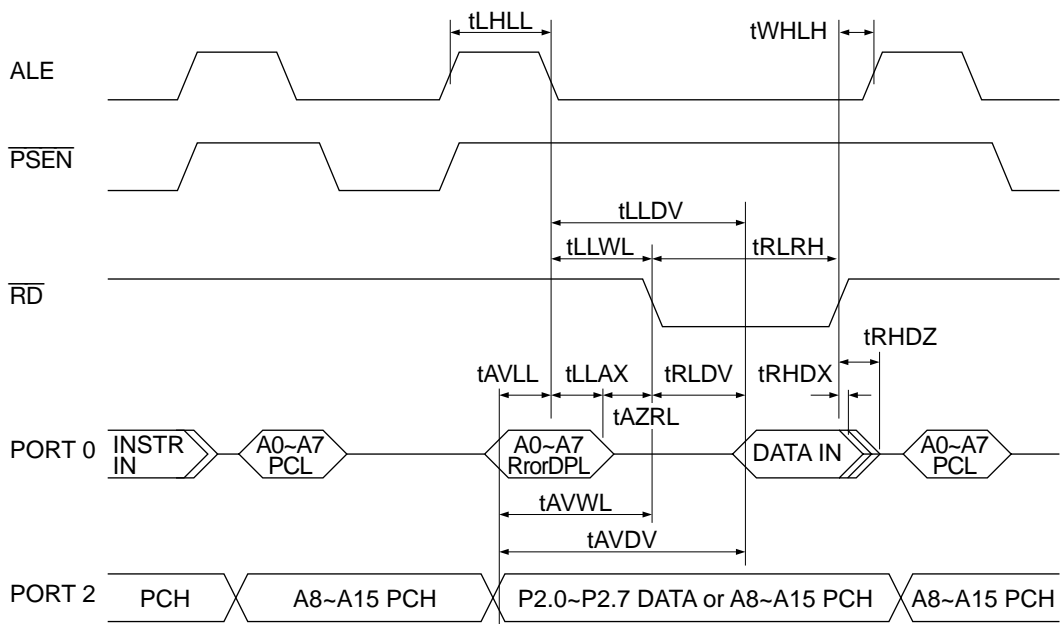 tLHLL
tWHLH
ALE
PSEN
tLLDV
tLLWL
tRLRH
RD
tRHDZ
tAVLL
tLLAX
tRLDV
tRHDX
tAZRL
PORT 0
INSTR
IN
A0~A7
PCL
A0~A7
RrorDPL
DATA IN
A0~A7
PCL
tAVWL
tAVDV
PORT 2
PCH
A8~A15 PCH
P2.0~P2.7 DATA or A8~A15 PCH
A8~A15 PCH